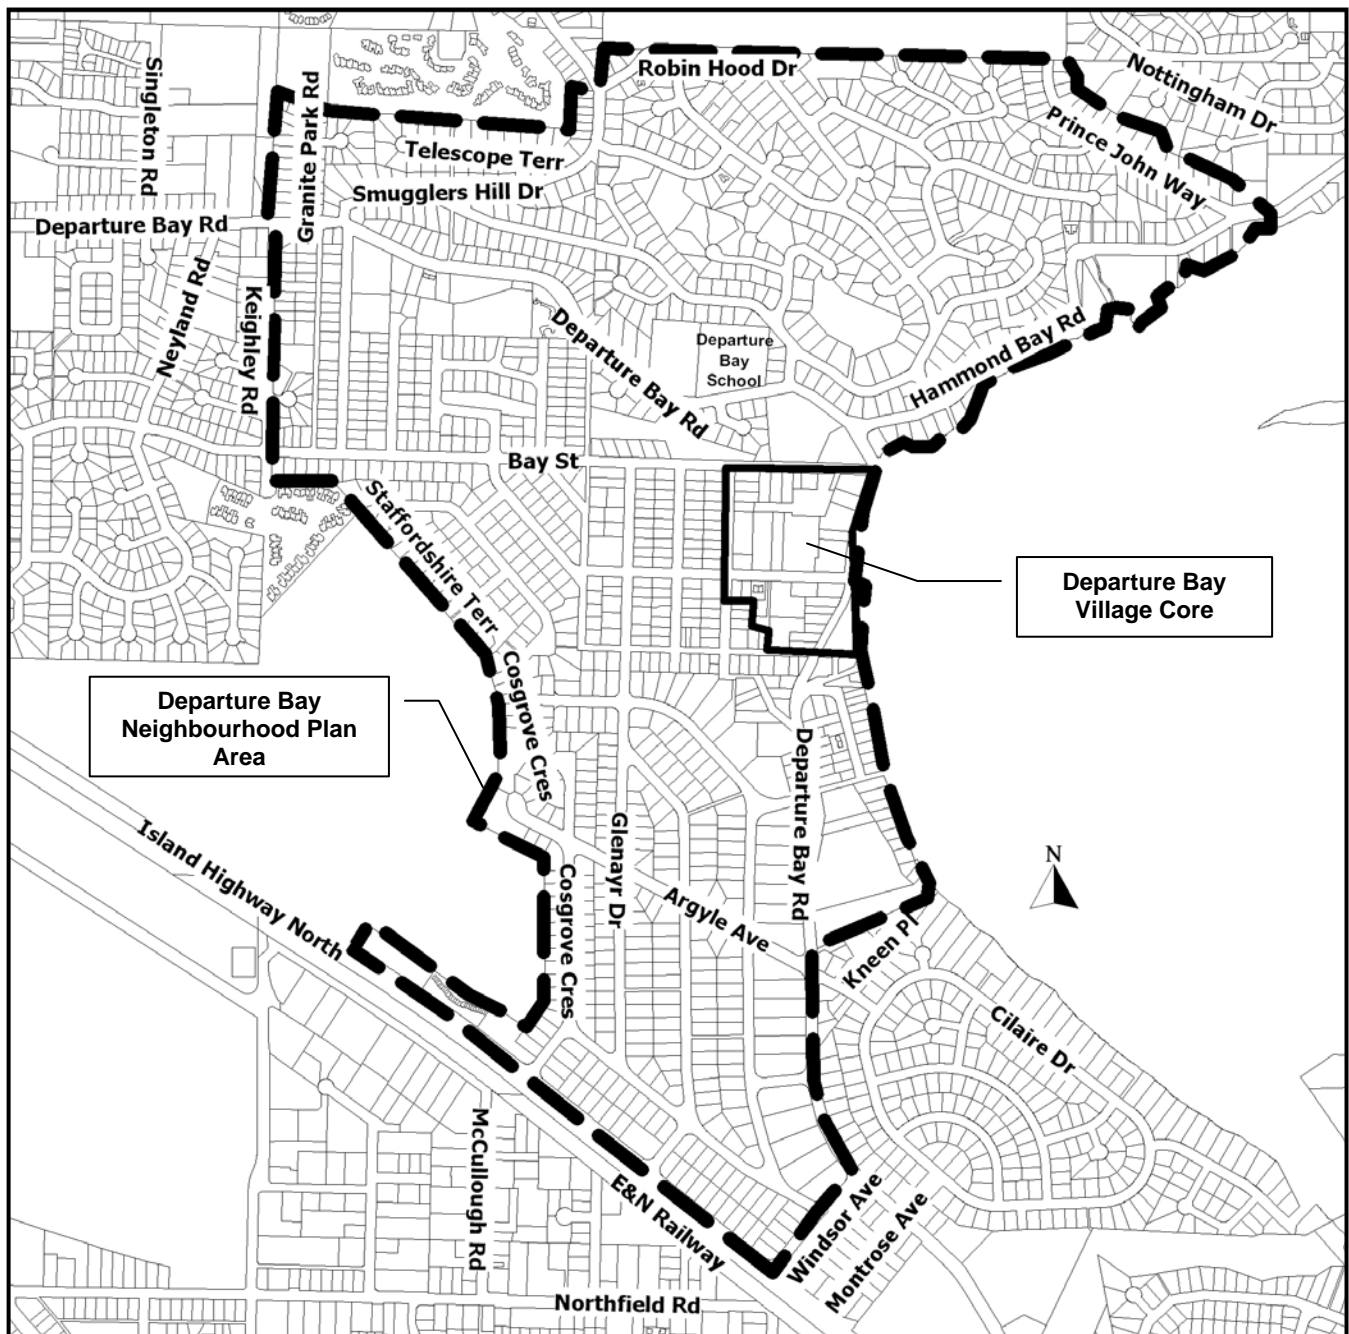 Robin Hood Dr
Nottingham Dr
Singleton Rd
Granite Park Rd
Prince John Way
Telescope Terr
Smugglers Hill Dr
Departure Bay Rd
Neyland Rd
Keighley Rd
Departure Bay Rd
Departure
Bay
School
Hammond Bay Rd
Bay St
Staffordshire Terr
Departure Bay
Village Core
Cosgrove Cres
Departure Bay
Neighbourhood Plan
Area
Departure Bay Rd
Island Highway North
Glenayr Dr
Argyle Ave
N
Cosgrove Cres
Kneen Pl
Cilaire Dr
McCullough Rd
E&N Railway
Windsor Ave
Montrose Ave
Northfield Rd